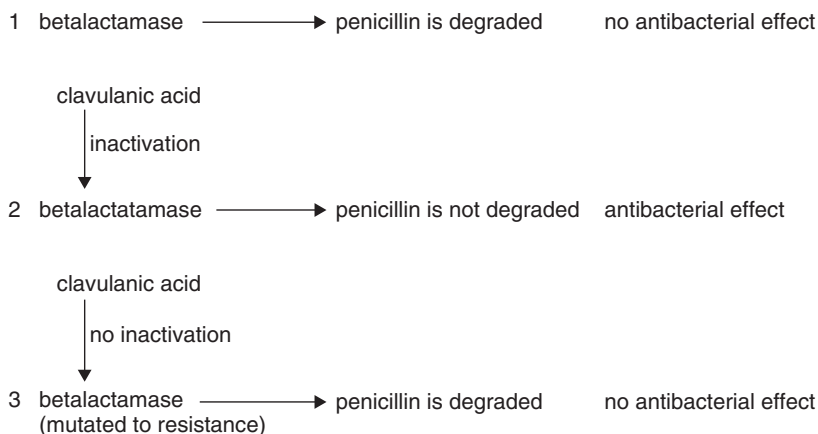 1 betalactamase penicillin is degraded no antibacterial effect
clavulanic acid
inactivation
2 betalactatamase penicillin is not degraded antibacterial effect
clavulanic acid
no inactivation
3 betalactamase penicillin is degraded no antibacterial effect
(mutated to resistance)